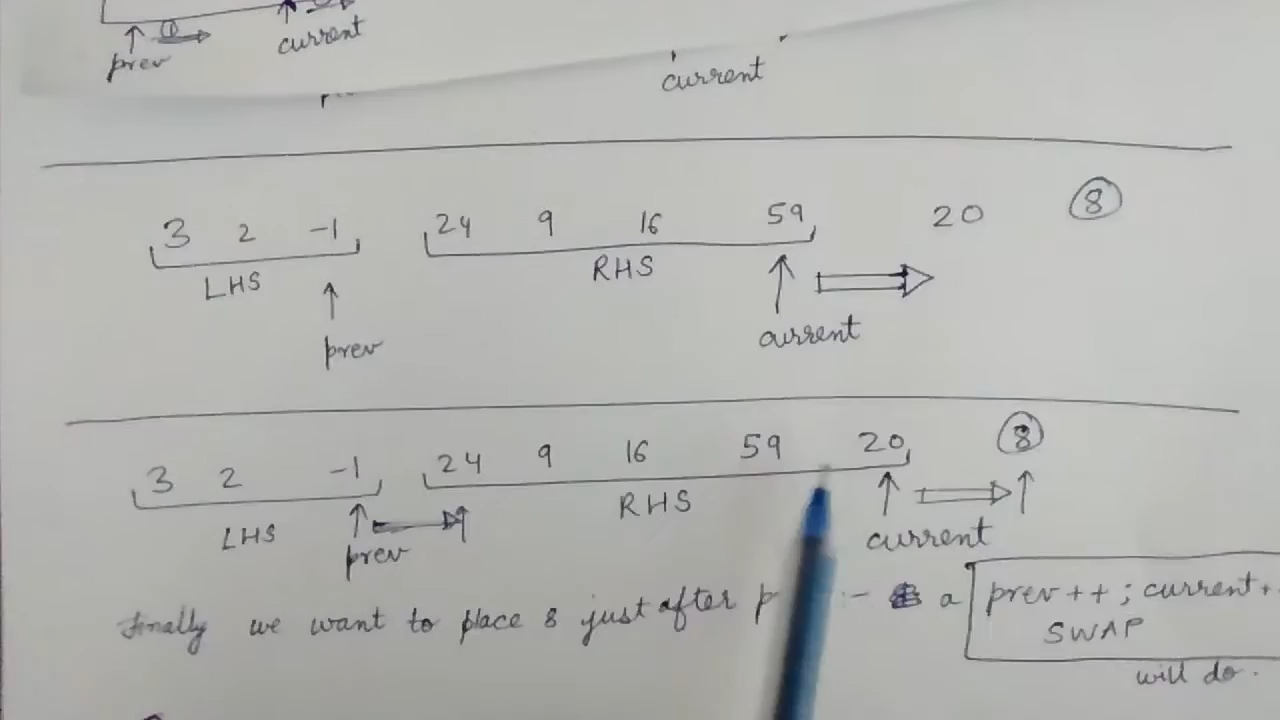 prev
current
current
3 2 -1 24 9 16 59 20 8
LHS RHS
prev current
3 2 -1 24 9 16 59 20 8
LHS RHS
prev current
Finally we want to place 8 just after :- a prev++; current+
SWAP
will do.